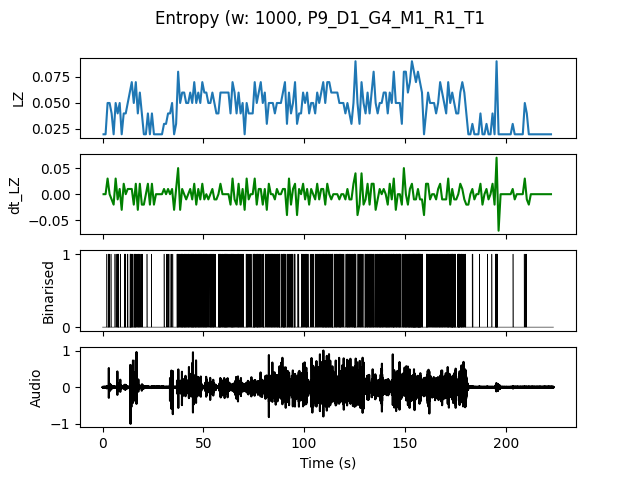 Entropy (w: 1000, P9_D1_G4_M1_R1_T1
0.075
0.050
0.025
LZ
0.05
0.00
−0.05
dt_LZ
1
0
Binarised
1
0
−1
Audio
0 50 100 150 200
Time (s)